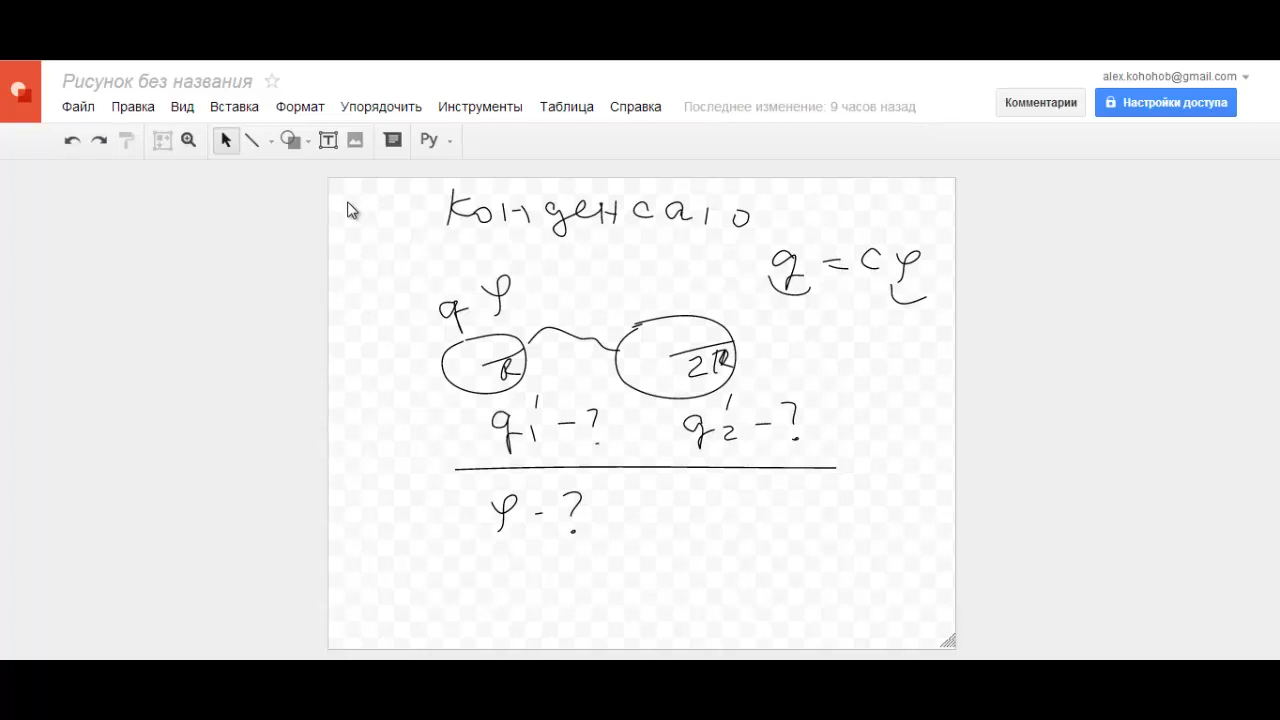 alex.kohohob@gmail.com
Рисунок без названия
Файл Правка Вид Вставка Формат Упорядочить Инструменты Таблица Справка Последнее изменение: 9 часов назад
Комментарии Настройки доступа
Py
Конденсато
q = cφ
q φ
R 2R
q₁' - ? q₂' - ?
φ - ?